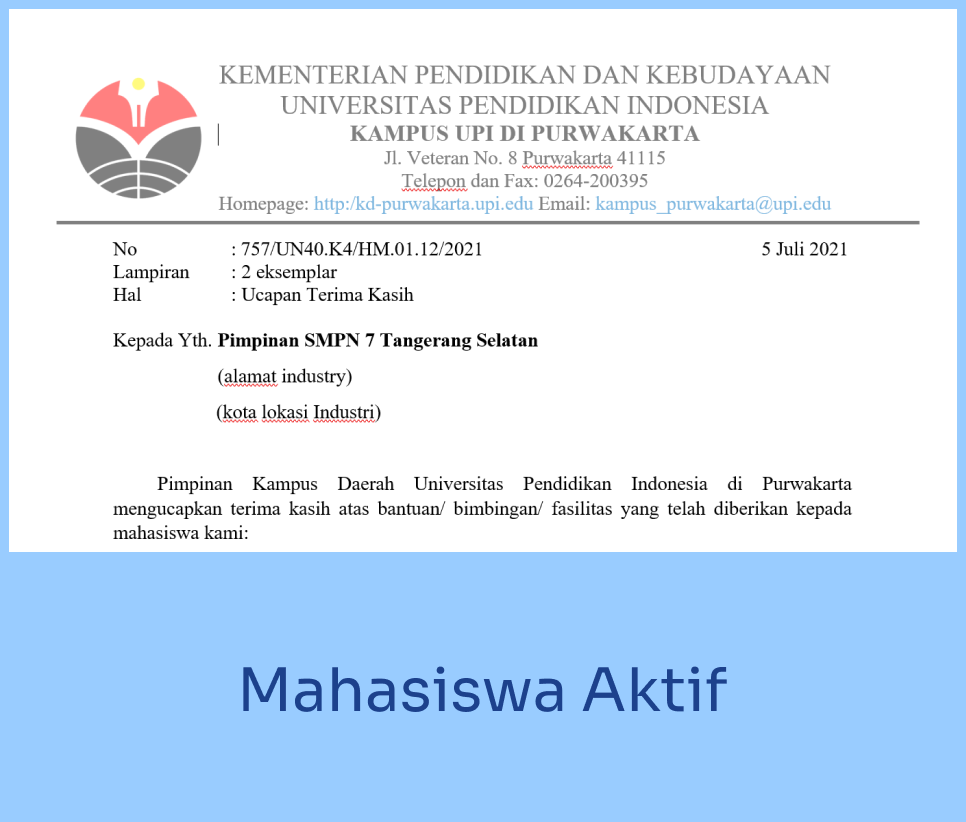 KEMENTERIAN PENDIDIKAN DAN KEBUDAYAAN
UNIVERSITAS PENDIDIKAN INDONESIA
KAMPUS UPI DI PURWAKARTA
Jl. Veteran No. 8 Purwakarta 41115
Telepon dan Fax: 0264-200395
Homepage: http:/kd-purwakarta.upi.edu Email: kampus_purwakarta@upi.edu
No : 757/UN40.K4/HM.01.12/2021 5 Juli 2021
Lampiran : 2 eksemplar
Hal : Ucapan Terima Kasih
Kepada Yth. Pimpinan SMPN 7 Tangerang Selatan
(alamat industry)
(kota lokasi Industri)
Pimpinan Kampus Daerah Universitas Pendidikan Indonesia di Purwakarta
mengucapkan terima kasih atas bantuan/ bimbingan/ fasilitas yang telah diberikan kepada
mahasiswa kami:
Mahasiswa Aktif